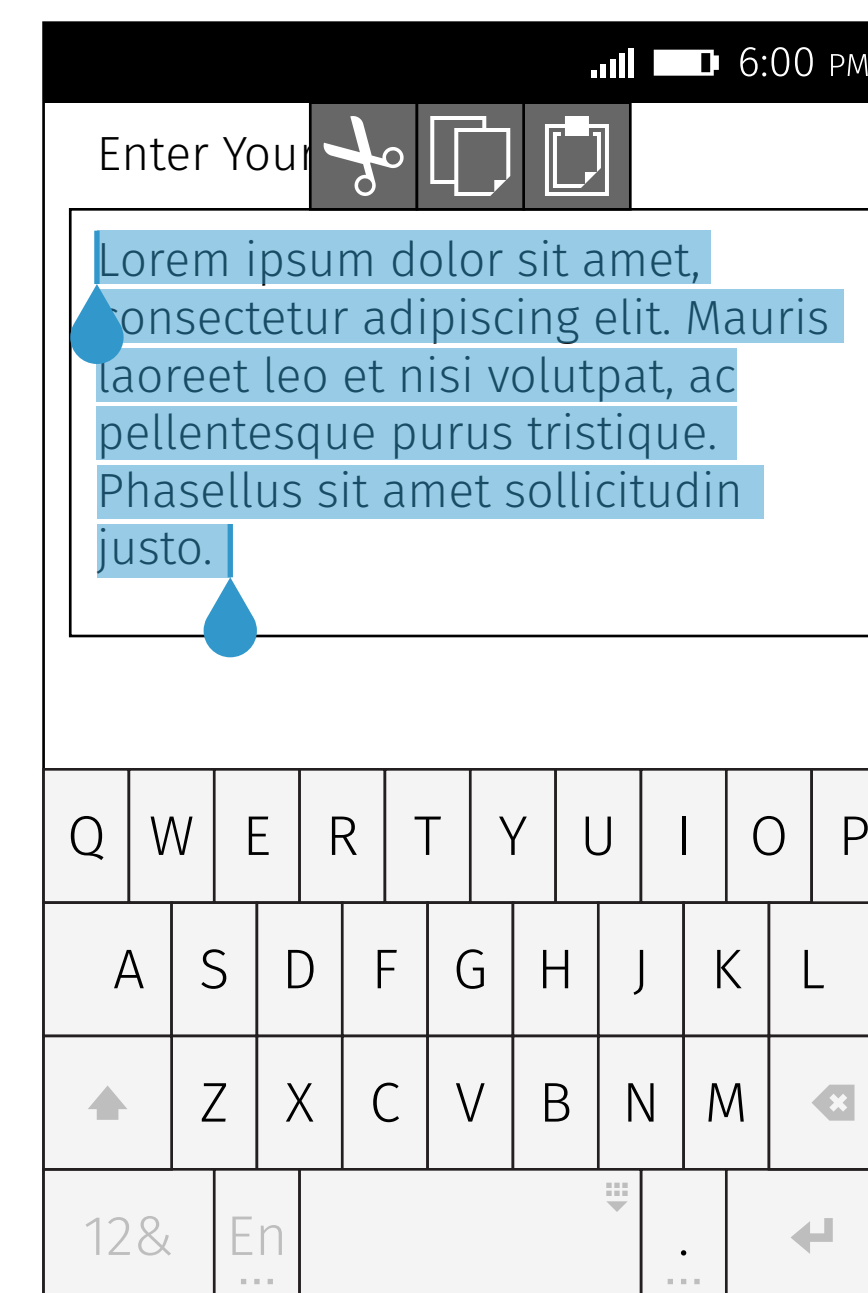 6:00 PM
Enter Your
Lorem ipsum dolor sit amet,
consectetur adipiscing elit. Mauris
laoreet leo et nisi volutpat, ac
pellentesque purus tristique.
Phasellus sit amet sollicitudin
justo.
Q W E R T Y U I O P
A S D F G H J K L
Z X C V B N M
12& En .